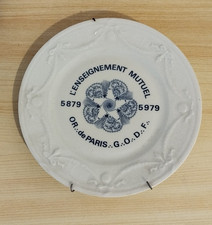 L'ENSEIGNEMENT MUTUEL
5879 5979
OR∴ de PARIS∴ G∴O∴D∴F∴